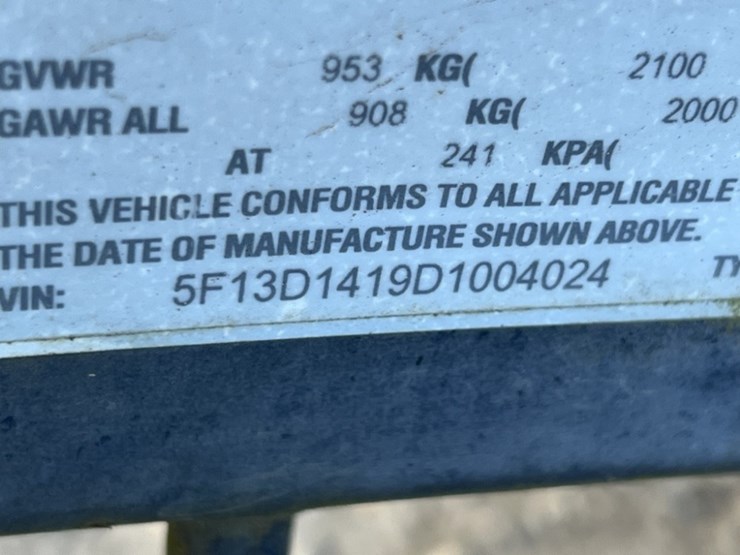 GVWR 953 KG( 2100
GAWR ALL 908 KG( 2000
AT 241 KPA(
THIS VEHICLE CONFORMS TO ALL APPLICABLE
THE DATE OF MANUFACTURE SHOWN ABOVE.
VIN: 5F13D1419D1004024 TY